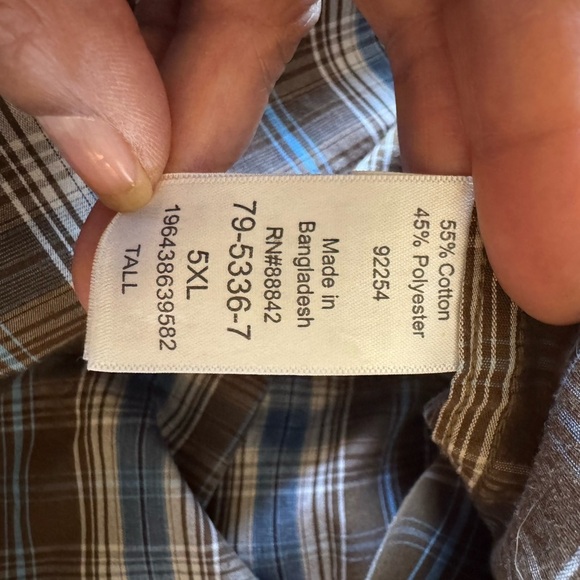 55% Cotton
45% Polyester
92254
Made in
Bangladesh
RN#88842
79-5336-7
5XL
196438639582
TALL